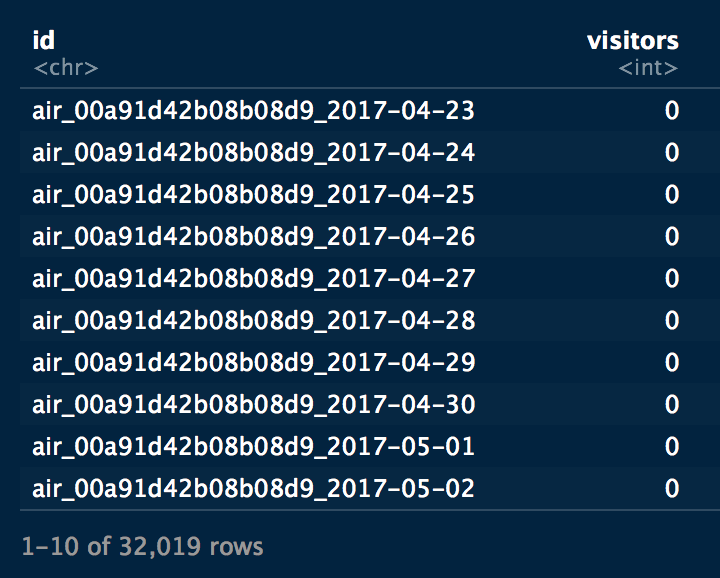 id visitors
<chr> <int>
air_00a91d42b08b08d9_2017-04-23 0
air_00a91d42b08b08d9_2017-04-24 0
air_00a91d42b08b08d9_2017-04-25 0
air_00a91d42b08b08d9_2017-04-26 0
air_00a91d42b08b08d9_2017-04-27 0
air_00a91d42b08b08d9_2017-04-28 0
air_00a91d42b08b08d9_2017-04-29 0
air_00a91d42b08b08d9_2017-04-30 0
air_00a91d42b08b08d9_2017-05-01 0
air_00a91d42b08b08d9_2017-05-02 0
1-10 of 32,019 rows